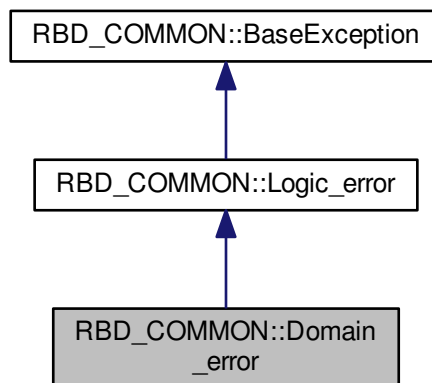 RBD_COMMON::BaseException
RBD_COMMON::Logic_error
RBD_COMMON::Domain
_error